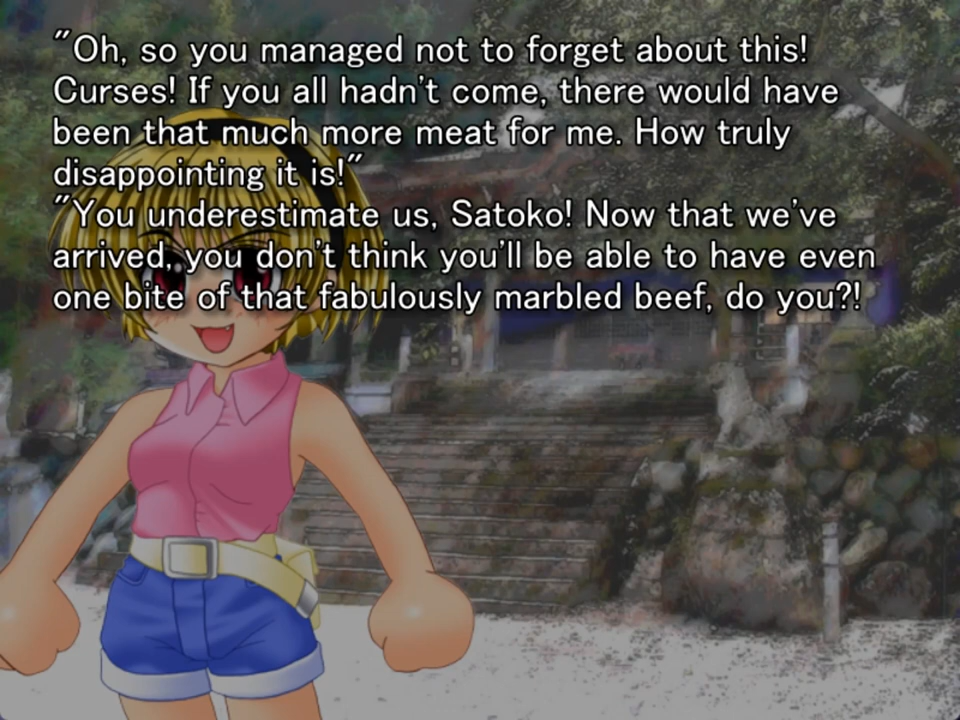 "Oh, so you managed not to forget about this!
Curses! If you all hadn't come, there would have
been that much more meat for me. How truly
disappointing it is!"
"You underestimate us, Satoko! Now that we've
arrived, you don't think you'll be able to have even
one bite of that fabulously marbled beef, do you?!